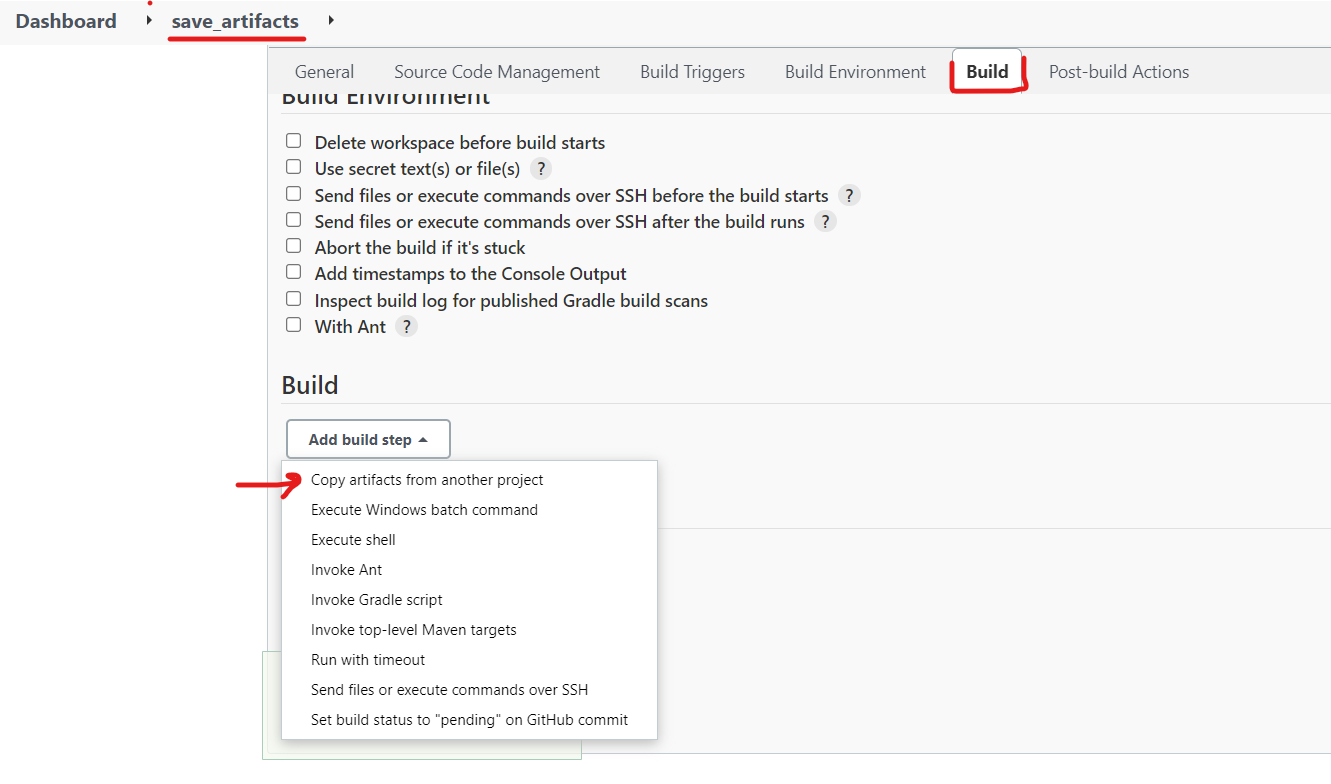 Dashboard save_artifacts
General Source Code Management Build Triggers Build Environment Build Post-build Actions
Build Environment
Delete workspace before build starts
Use secret text(s) or file(s) ?
Send files or execute commands over SSH before the build starts ?
Send files or execute commands over SSH after the build runs ?
Abort the build if it's stuck
Add timestamps to the Console Output
Inspect build log for published Gradle build scans
With Ant ?
Build
Add build step
Copy artifacts from another project
Execute Windows batch command
Execute shell
Invoke Ant
Invoke Gradle script
Invoke top-level Maven targets
Run with timeout
Send files or execute commands over SSH
Set build status to "pending" on GitHub commit